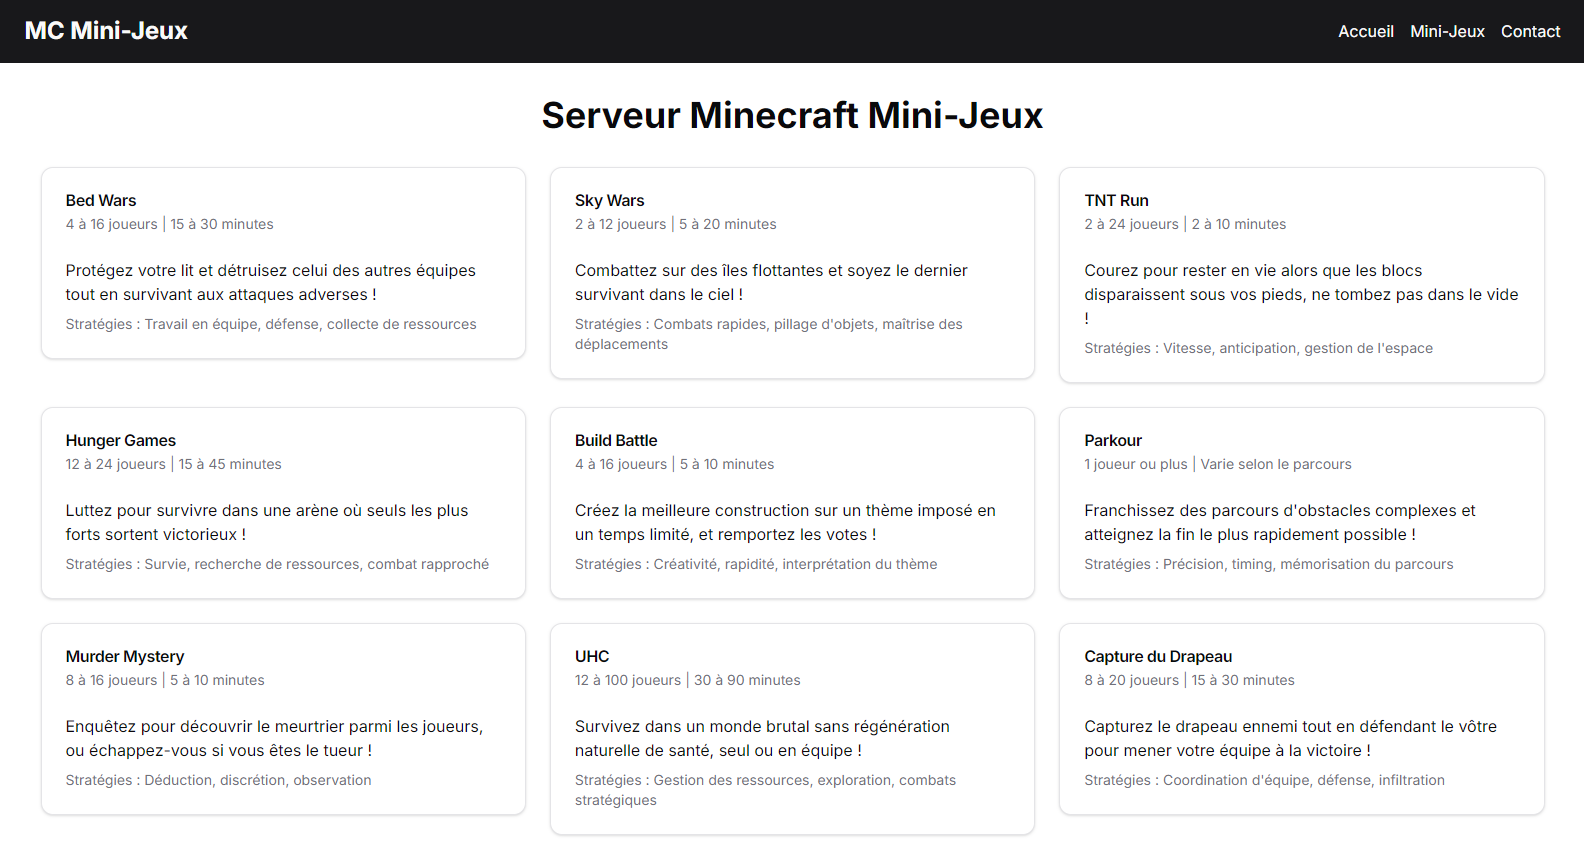 MC Mini-Jeux
Accueil Mini-Jeux Contact
Serveur Minecraft Mini-Jeux
Bed Wars
4 à 16 joueurs | 15 à 30 minutes
Protégez votre lit et détruisez celui des autres équipes
tout en survivant aux attaques adverses !
Stratégies : Travail en équipe, défense, collecte de ressources
Sky Wars
2 à 12 joueurs | 5 à 20 minutes
Combattez sur des îles flottantes et soyez le dernier
survivant dans le ciel !
Stratégies : Combats rapides, pillage d'objets, maîtrise des
déplacements
TNT Run
2 à 24 joueurs | 2 à 10 minutes
Courez pour rester en vie alors que les blocs
disparaissent sous vos pieds, ne tombez pas dans le vide
!
Stratégies : Vitesse, anticipation, gestion de l'espace
Hunger Games
12 à 24 joueurs | 15 à 45 minutes
Luttez pour survivre dans une arène où seuls les plus
forts sortent victorieux !
Stratégies : Survie, recherche de ressources, combat rapproché
Build Battle
4 à 16 joueurs | 5 à 10 minutes
Créez la meilleure construction sur un thème imposé en
un temps limité, et remportez les votes !
Stratégies : Créativité, rapidité, interprétation du thème
Parkour
1 joueur ou plus | Varie selon le parcours
Franchissez des parcours d'obstacles complexes et
atteignez la fin le plus rapidement possible !
Stratégies : Précision, timing, mémorisation du parcours
Murder Mystery
8 à 16 joueurs | 5 à 10 minutes
Enquêtez pour découvrir le meurtrier parmi les joueurs,
ou échappez-vous si vous êtes le tueur !
Stratégies : Déduction, discrétion, observation
UHC
12 à 100 joueurs | 30 à 90 minutes
Survivez dans un monde brutal sans régénération
naturelle de santé, seul ou en équipe !
Stratégies : Gestion des ressources, exploration, combats
stratégiques
Capture du Drapeau
8 à 20 joueurs | 15 à 30 minutes
Capturez le drapeau ennemi tout en défendant le vôtre
pour mener votre équipe à la victoire !
Stratégies : Coordination d'équipe, défense, infiltration